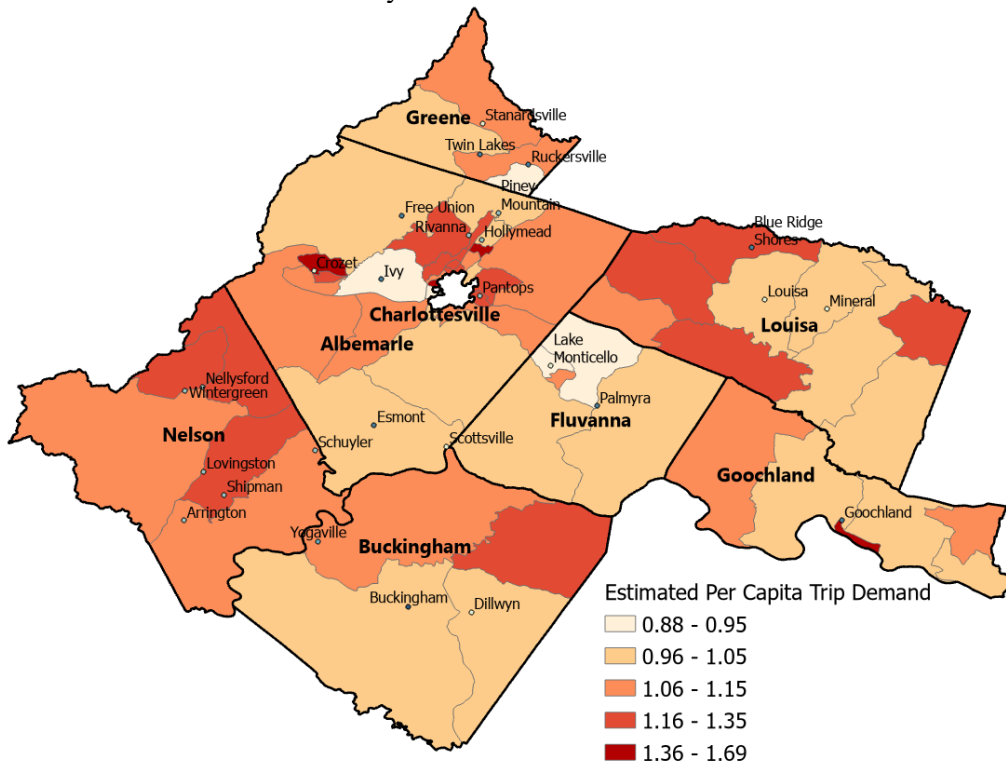 Greene
Stanardsville
Twin Lakes
Ruckersville
Piney
Mountain
Free Union
Rivanna
Hollymead
Blue Ridge
Shores
Crozet
Ivy
Pantops
Louisa
Mineral
Charlottesville
Louisa
Albemarle
Lake
Monticello
Nellysford
Wintergreen
Palmyra
Esmont
Fluvanna
Nelson
Schuyler
Scottsville
Lovingston
Goochland
Shipman
Arrington
Goochland
Yogaville
Buckingham
Buckingham
Dillwyn
Estimated Per Capita Trip Demand
0.88 - 0.95
0.96 - 1.05
1.06 - 1.15
1.16 - 1.35
1.36 - 1.69